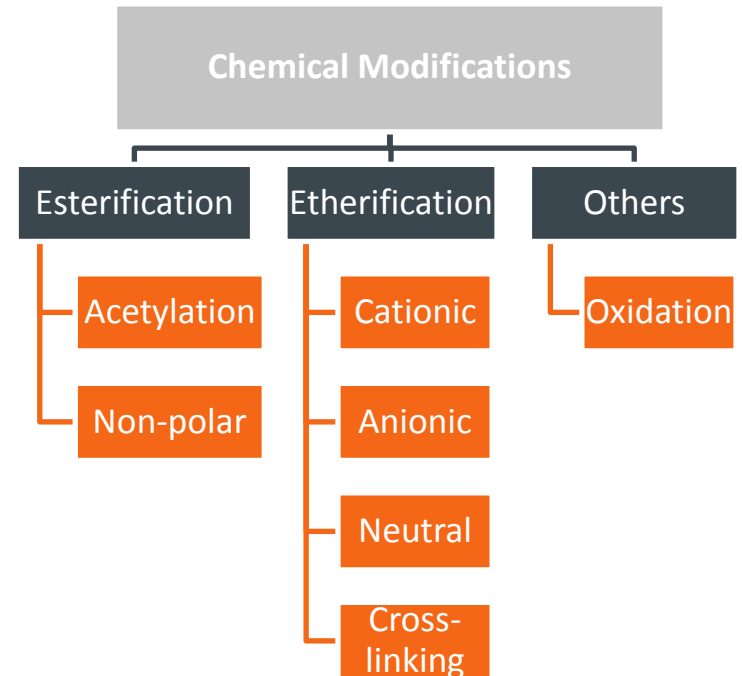 Chemical Modifications
Esterification
Acetylation
Non-polar
Etherification
Cationic
Anionic
Neutral
Cross-
linking
Others
Oxidation